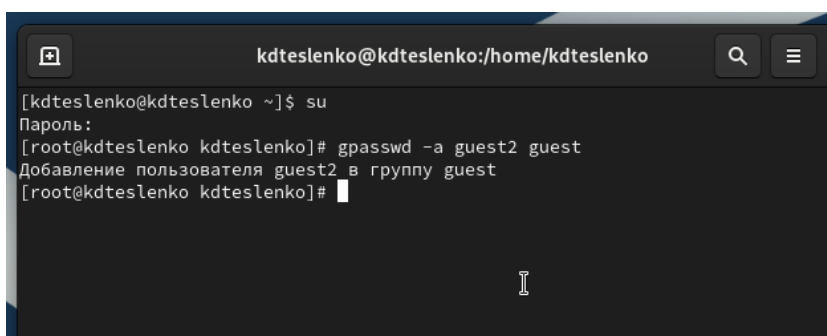 kdteslenko@kdteslenko:/home/kdteslenko
[kdteslenko@kdteslenko ~]$ su
Пароль:
[root@kdteslenko kdteslenko]# gpasswd -a guest2 guest
Добавление пользователя guest2 в группу guest
[root@kdteslenko kdteslenko]#